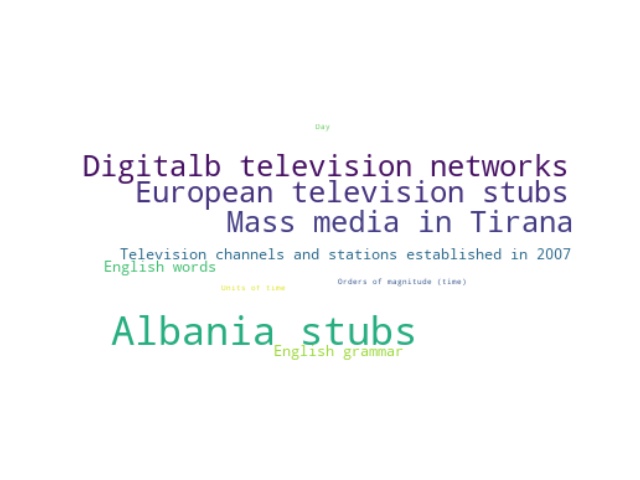 Day
Digitalb television networks
European television stubs
Mass media in Tirana
Television channels and stations established in 2007
English words
Orders of magnitude (time)
Units of time
Albania stubs
English grammar